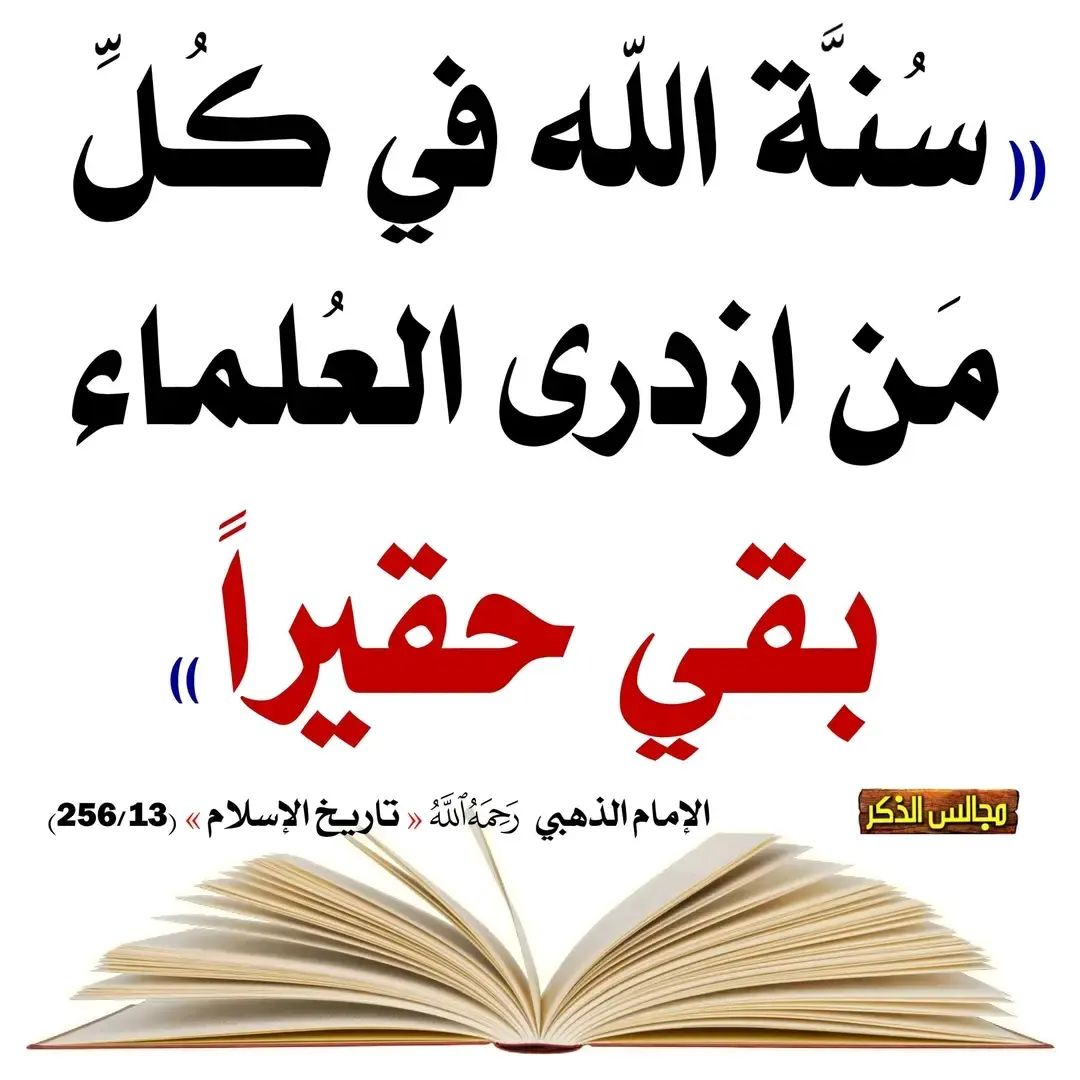 (( سُنَّة اللّه في كُلِّ
مَن ازدرى العُلماء
بقي حقيراً ))
الإمام الذهبي رَحِمَهُ ٱللَّهُ « تاريخ الإسلام » (256/13)
مجالس الذكر